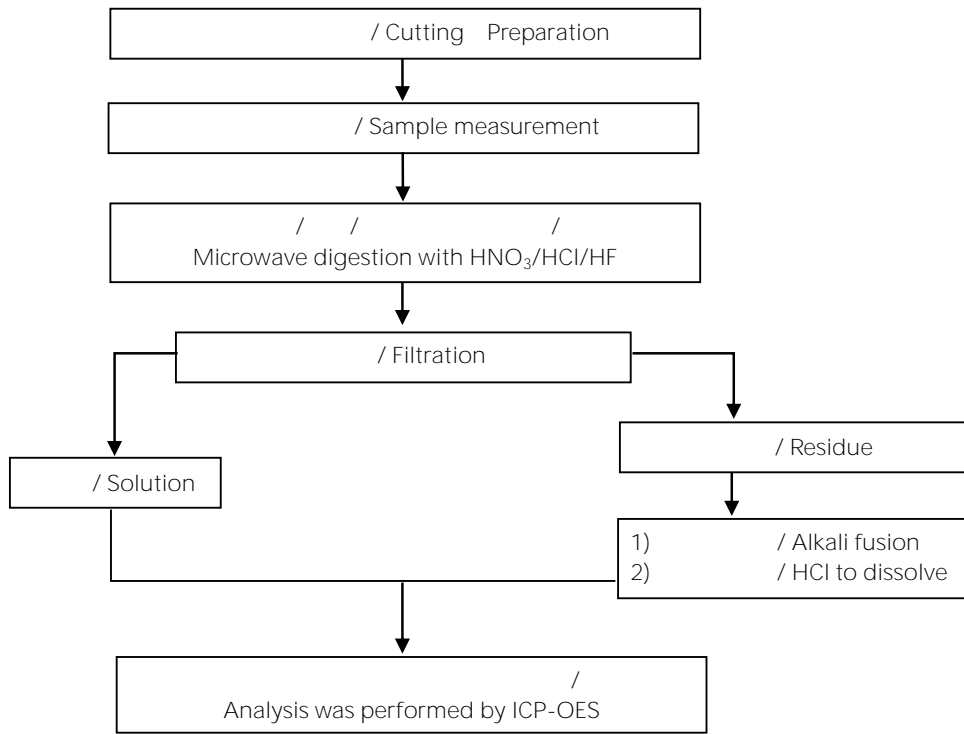 / Cutting Preparation
/ Sample measurement
/ / /
Microwave digestion with HNO₃/HCl/HF
/ Filtration
/ Residue
/ Solution
1) / Alkali fusion
2) / HCl to dissolve
/
Analysis was performed by ICP-OES